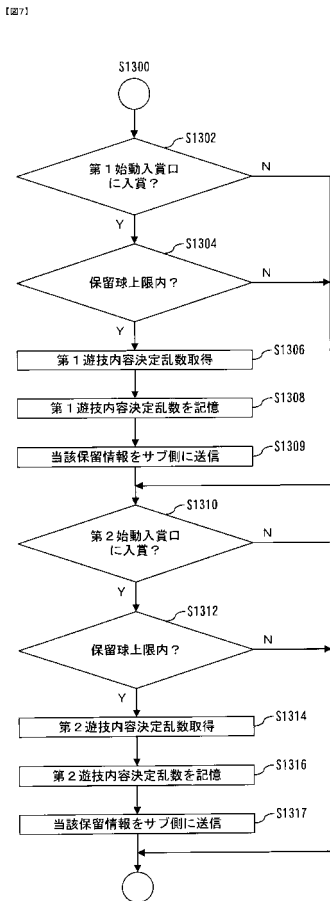 【図7】
S1300
S1302
第1始動入賞口
に入賞?
N
Y
S1304
保留球上限内?
N
Y
第1遊技内容決定乱数取得
S1306
第1遊技内容決定乱数を記憶
S1308
当該保留情報をサブ側に送信
S1309
S1310
第2始動入賞口
に入賞?
N
Y
S1312
保留球上限内?
N
Y
第2遊技内容決定乱数取得
S1314
第2遊技内容決定乱数を記憶
S1316
当該保留情報をサブ側に送信
S1317